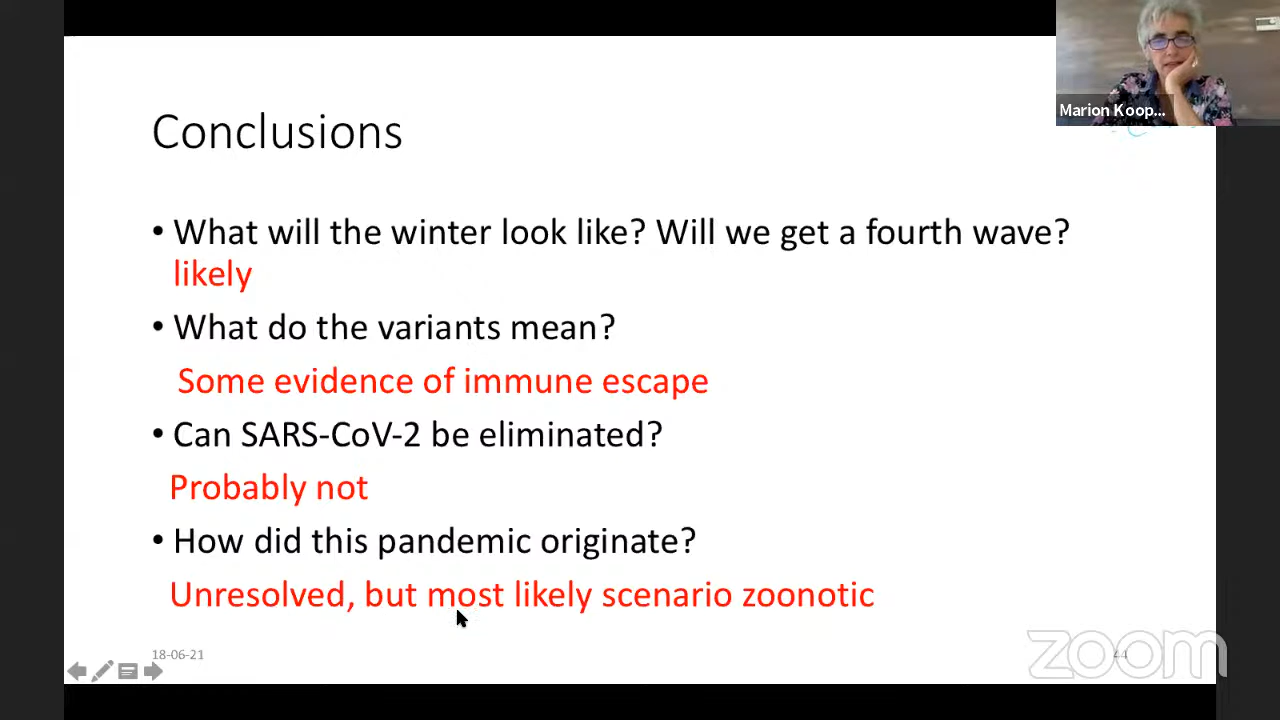 Marion Koop...
Conclusions
• What will the winter look like? Will we get a fourth wave?
likely
• What do the variants mean?
Some evidence of immune escape
• Can SARS-CoV-2 be eliminated?
Probably not
• How did this pandemic originate?
Unresolved, but most likely scenario zoonotic
18-06-21
44
zoom